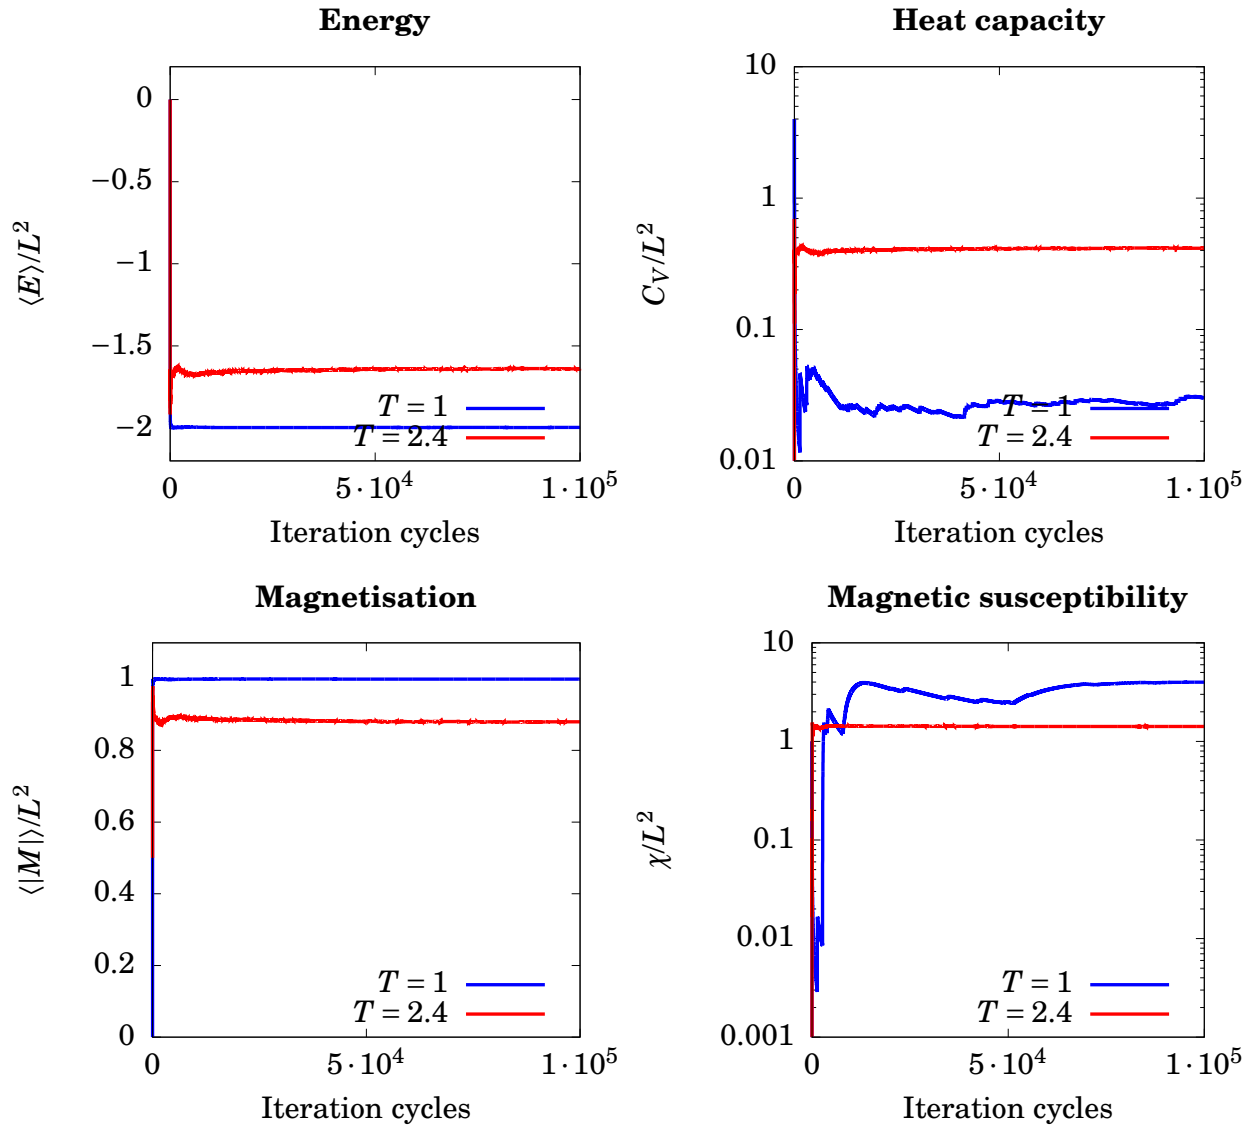 Energy
0
−0.5
−1
−1.5
−2
⟨E⟩/L²
T = 1
T = 2.4
0
5·10⁴
1·10⁵
Iteration cycles
Heat capacity
10
1
0.1
0.01
C_V/L²
T = 1
T = 2.4
0
5·10⁴
1·10⁵
Iteration cycles
Magnetisation
1
0.8
0.6
0.4
0.2
0
⟨|M|⟩/L²
T = 1
T = 2.4
0
5·10⁴
1·10⁵
Iteration cycles
Magnetic susceptibility
10
1
0.1
0.01
0.001
χ/L²
T = 1
T = 2.4
0
5·10⁴
1·10⁵
Iteration cycles